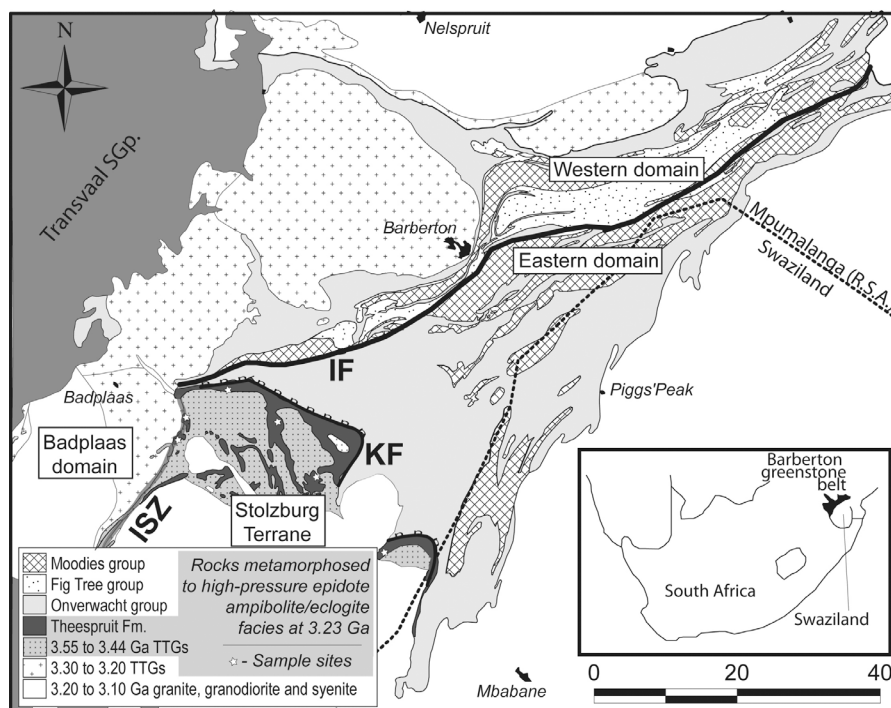 Nelspruit
N
Transvaal SGp.
Western domain
Barberton
Mpumalanga (R.S.A.)
Swaziland
Eastern domain
IF
Badplaas
Piggs'Peak
Badplaas
domain
KF
ISZ
Stolzburg
Terrane
Barberton
greenstone
belt
South Africa
Swaziland
Moodies group
Fig Tree group
Onverwacht group
Theespruit Fm.
3.55 to 3.44 Ga TTGs
3.30 to 3.20 TTGs
3.20 to 3.10 Ga granite, granodiorite and syenite
Rocks metamorphosed
to high-pressure epidote
ampibolite/eclogite
facies at 3.23 Ga
- Sample sites
Mbabane
0 20 40